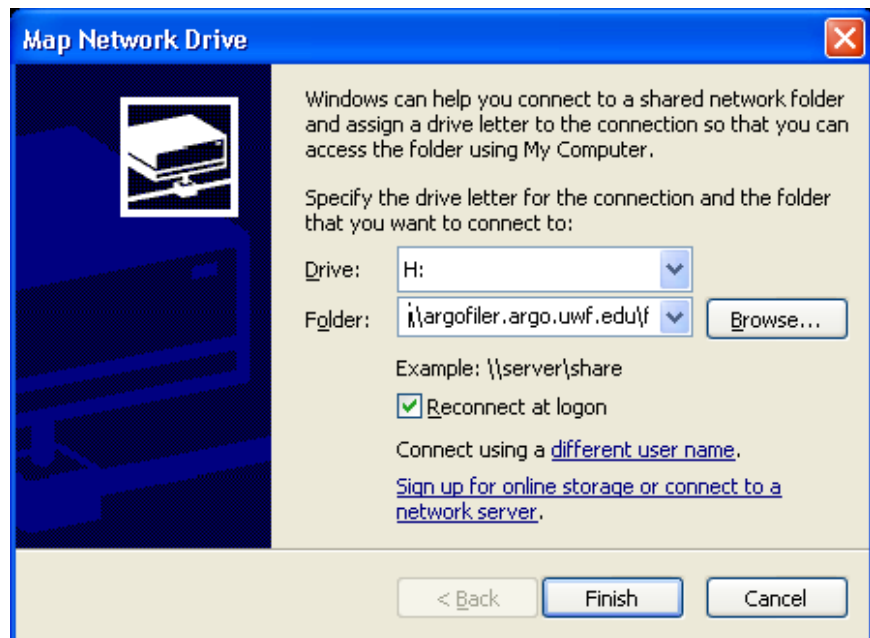 Map Network Drive
Windows can help you connect to a shared network folder
and assign a drive letter to the connection so that you can
access the folder using My Computer.
Specify the drive letter for the connection and the folder
that you want to connect to:
Drive: H:
Folder: \\argofiler.argo.uwf.edu\f Browse...
Example: \\server\share
Reconnect at logon
Connect using a different user name.
Sign up for online storage or connect to a
network server.
< Back Finish Cancel